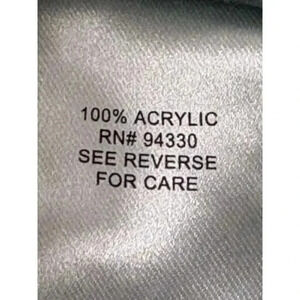 100% ACRYLIC
RN# 94330
SEE REVERSE
FOR CARE